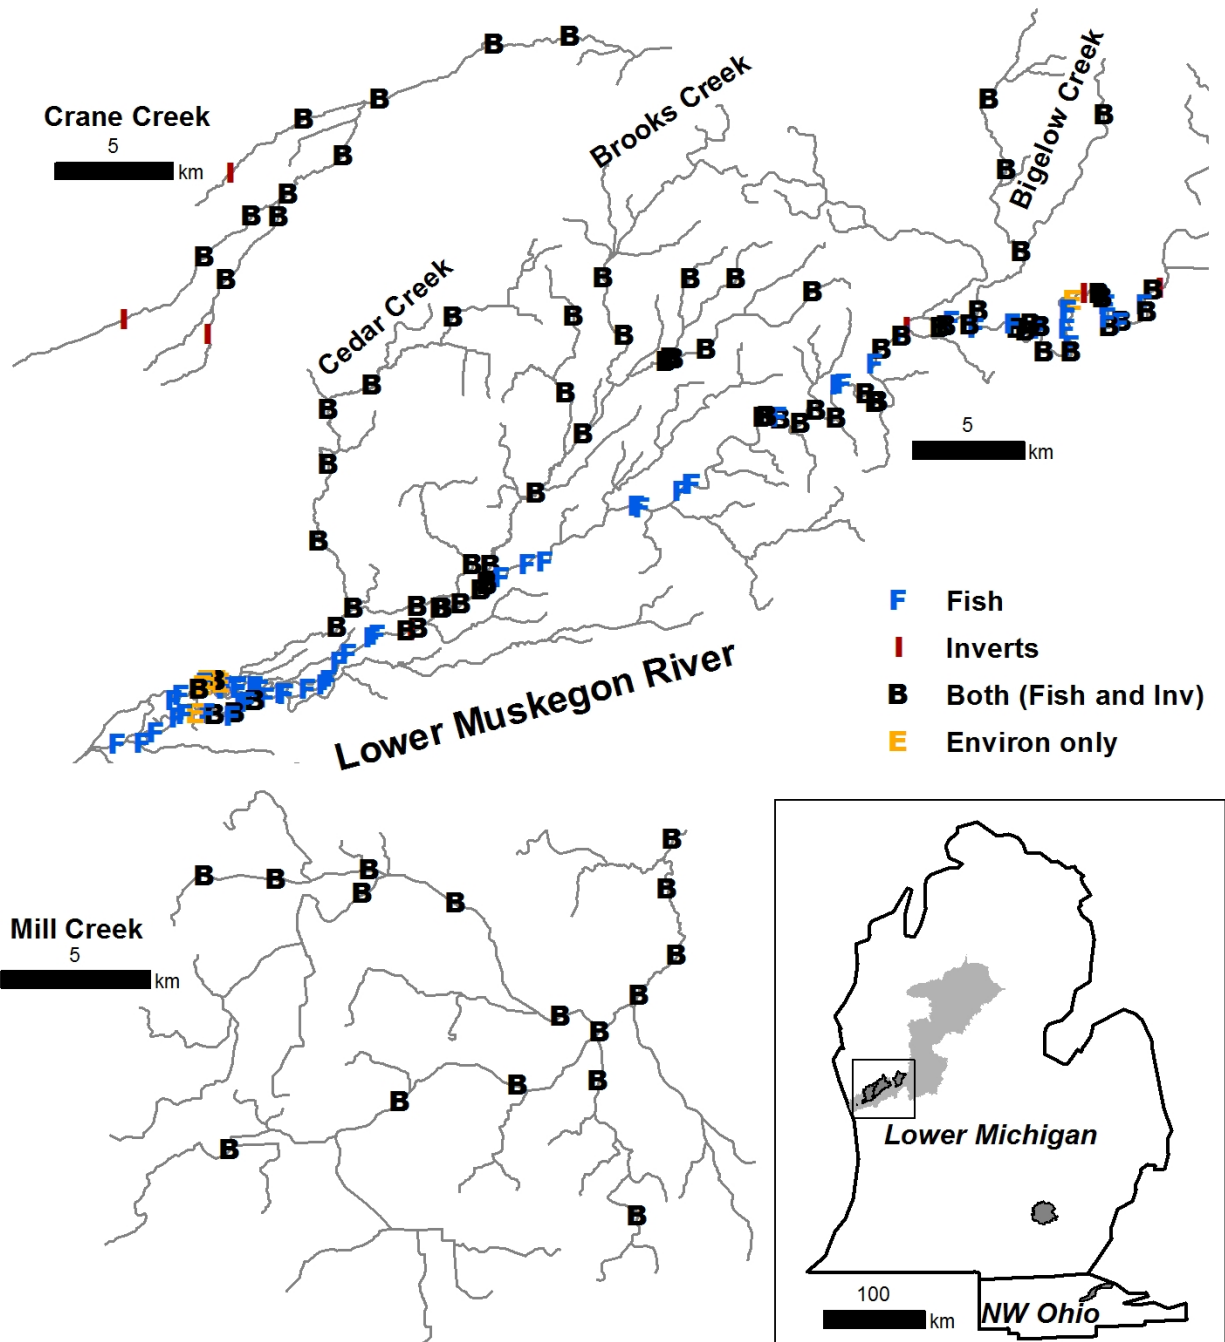 Crane Creek
5
km
Brooks Creek
Bigelow Creek
Cedar Creek
5
km
F Fish
I Inverts
B Both (Fish and Inv)
E Environ only
Lower Muskegon River
Mill Creek
5
km
Lower Michigan
100
km
NW Ohio